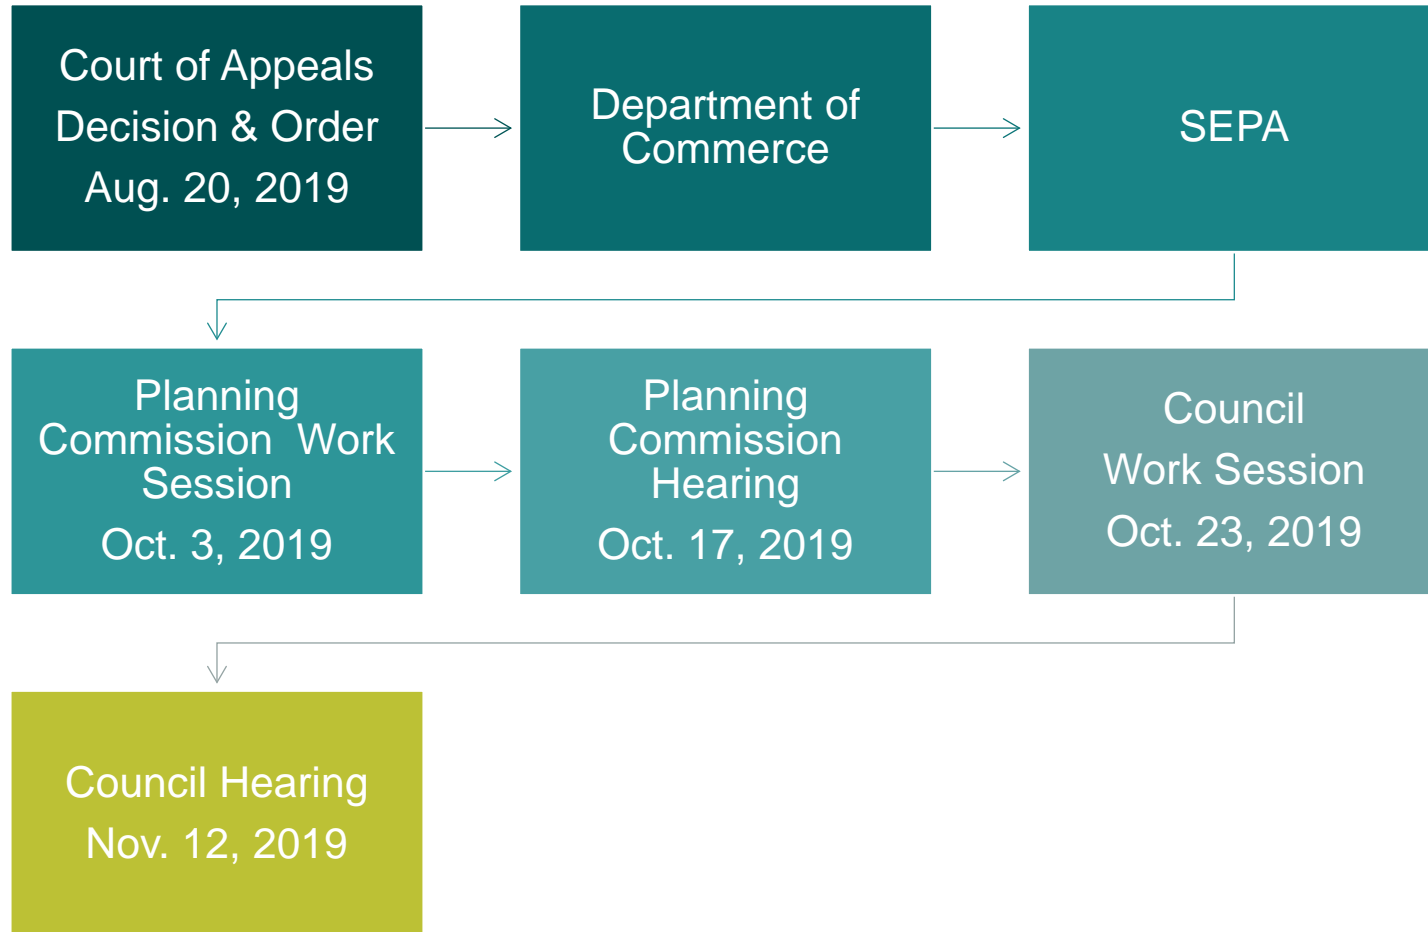 Court of Appeals
Decision & Order
Aug. 20, 2019
Department of
Commerce
SEPA
Planning
Commission  Work
Session
Oct. 3, 2019
Planning
Commission
Hearing
Oct. 17, 2019
Council
Work Session
Oct. 23, 2019
Council Hearing
Nov. 12, 2019